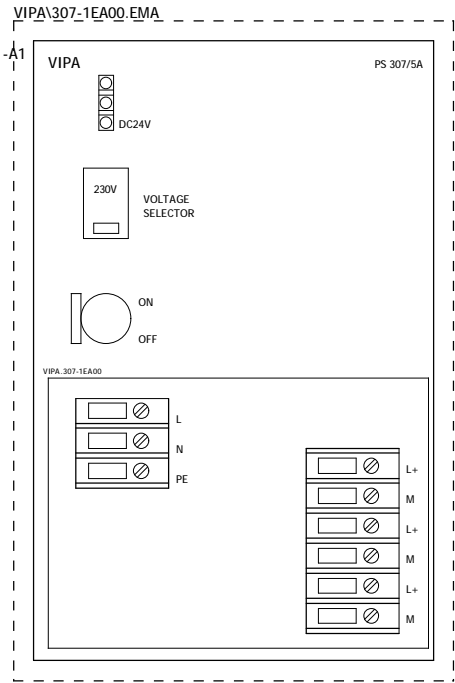 VIPA\307-1EA00.EMA
-A1
VIPA PS 307/5A
DC24V
230V
VOLTAGE
SELECTOR
ON
OFF
VIPA.307-1EA00
L
N
PE
L+
M
L+
M
L+
M